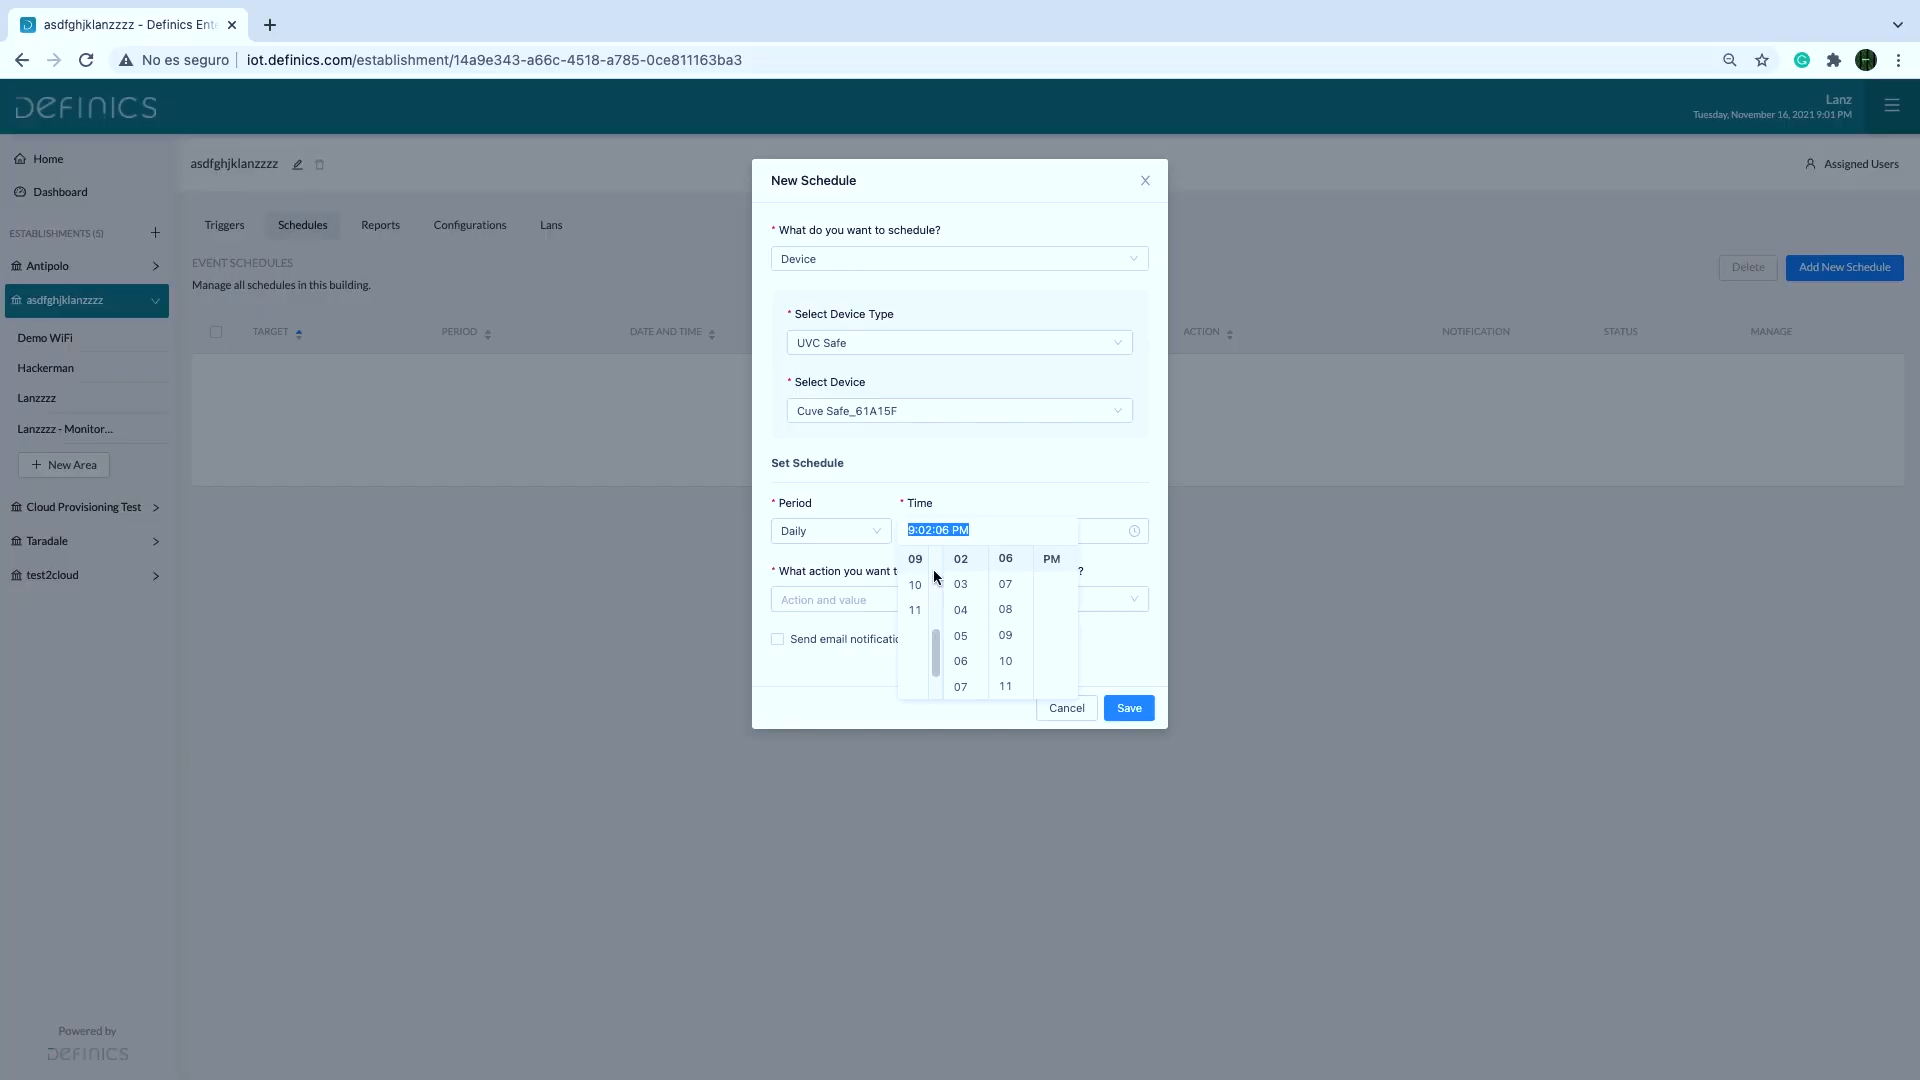 asdfghjklanzzzz - Definics Ent
No es seguro
iot.definics.com/establishment/14a9e343-a66c-4518-a785-0ce811163ba3
DEFINICS
Lanz
Tuesday, November 16, 2021 9:01 PM
Home
Dashboard
ESTABLISHMENTS (5)
Antipolo
asdfghjklanzzzz
Demo WiFi
Hackerman
Lanzzzz
Lanzzzz - Monitor...
New Area
Cloud Provisioning Test
Taradale
test2cloud
Powered by
DEFINICS
asdfghjklanzzzz
Assigned Users
Triggers
Schedules
Reports
Configurations
Lans
EVENT SCHEDULES
Manage all schedules in this building.
Delete
Add New Schedule
TARGET
PERIOD
DATE AND TIME
ACTION
NOTIFICATION
STATUS
MANAGE
New Schedule
* What do you want to schedule?
Device
* Select Device Type
UVC Safe
* Select Device
Cuve Safe_61A15F
Set Schedule
* Period
* Time
Daily
9:02:06 PM
09 02 06 PM
10 03 07
11 04 08
05 09
06 10
07 11
* What action you want t
?
Action and value
Send email notificatio
Cancel
Save